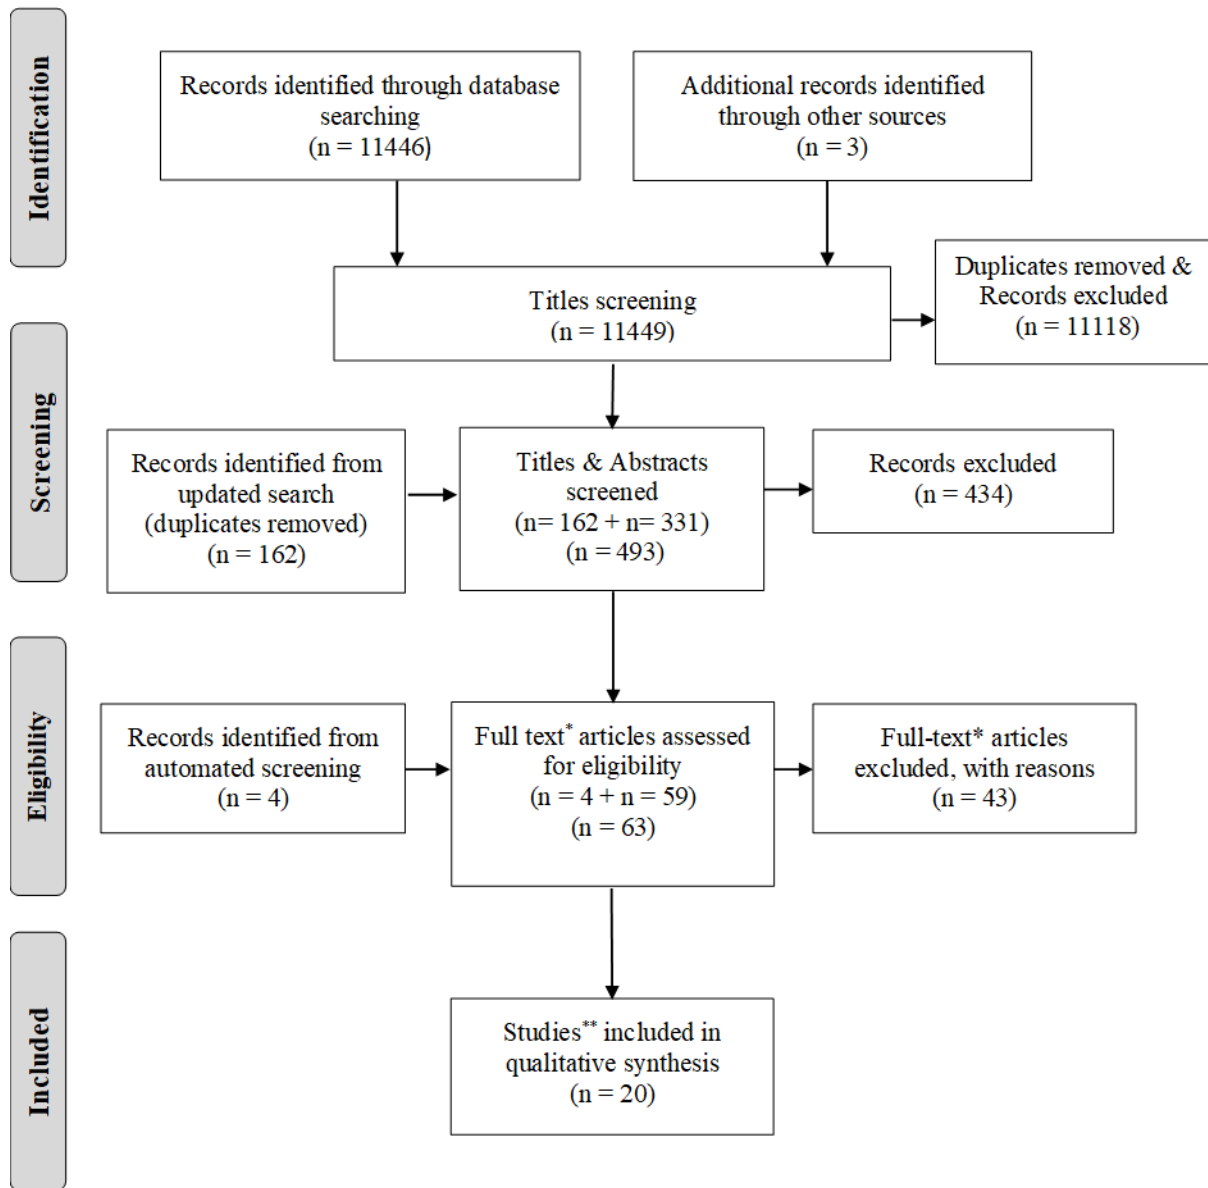 Identification
Records identified through database
searching
(n = 11446)
Additional records identified
through other sources
(n = 3)
Titles screening
(n = 11449)
Duplicates removed &
Records excluded
(n = 11118)
Screening
Records identified from
updated search
(duplicates removed)
(n = 162)
Titles & Abstracts
screened
(n= 162 + n= 331)
(n = 493)
Records excluded
(n = 434)
Eligibility
Records identified from
automated screening
(n = 4)
Full text* articles assessed
for eligibility
(n = 4 + n = 59)
(n = 63)
Full-text* articles
excluded, with reasons
(n = 43)
Included
Studies** included in
qualitative synthesis
(n = 20)